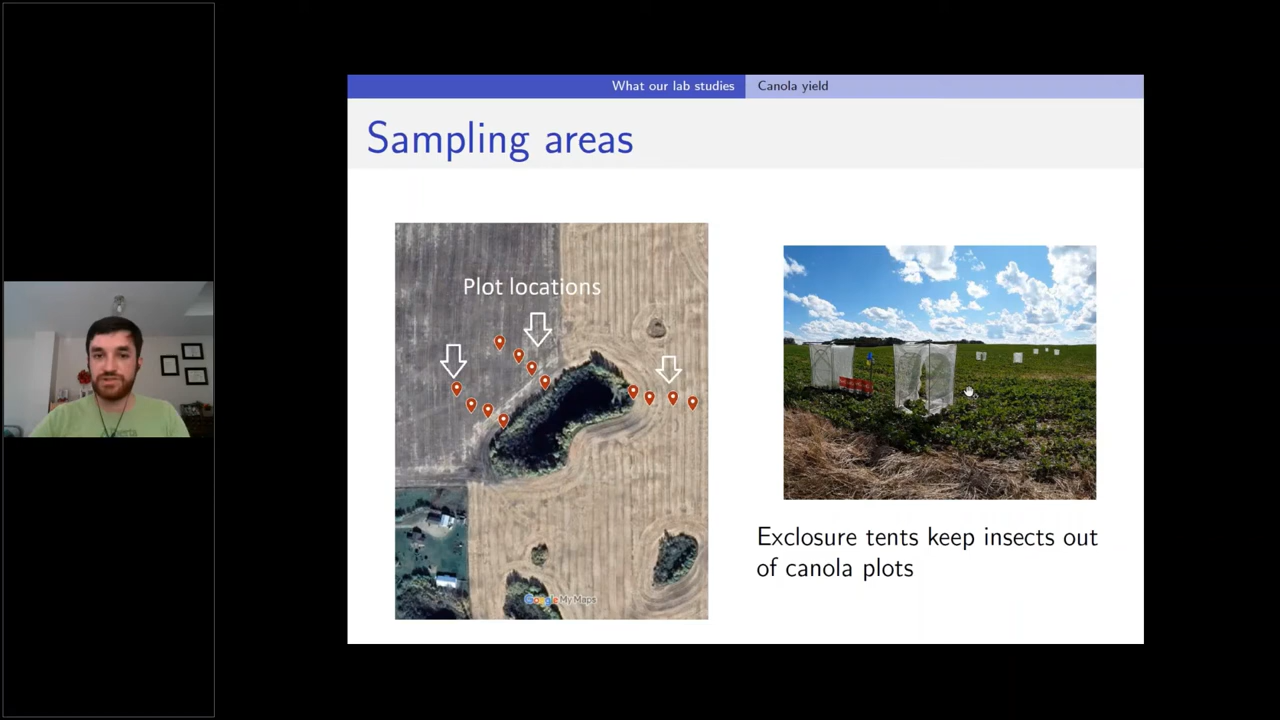 What our lab studies
Canola yield
Sampling areas
Plot locations
Google My Maps
Exclosure tents keep insects out
of canola plots